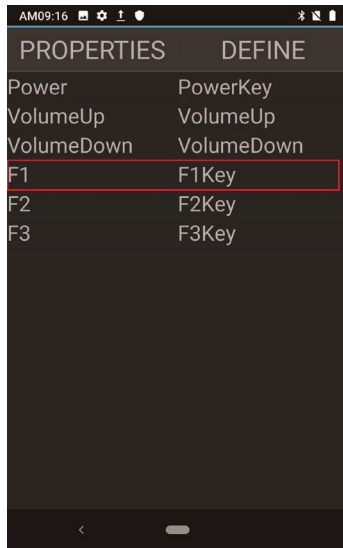 AM09:16
PROPERTIES DEFINE
Power PowerKey
VolumeUp VolumeUp
VolumeDown VolumeDown
F1 F1Key
F2 F2Key
F3 F3Key